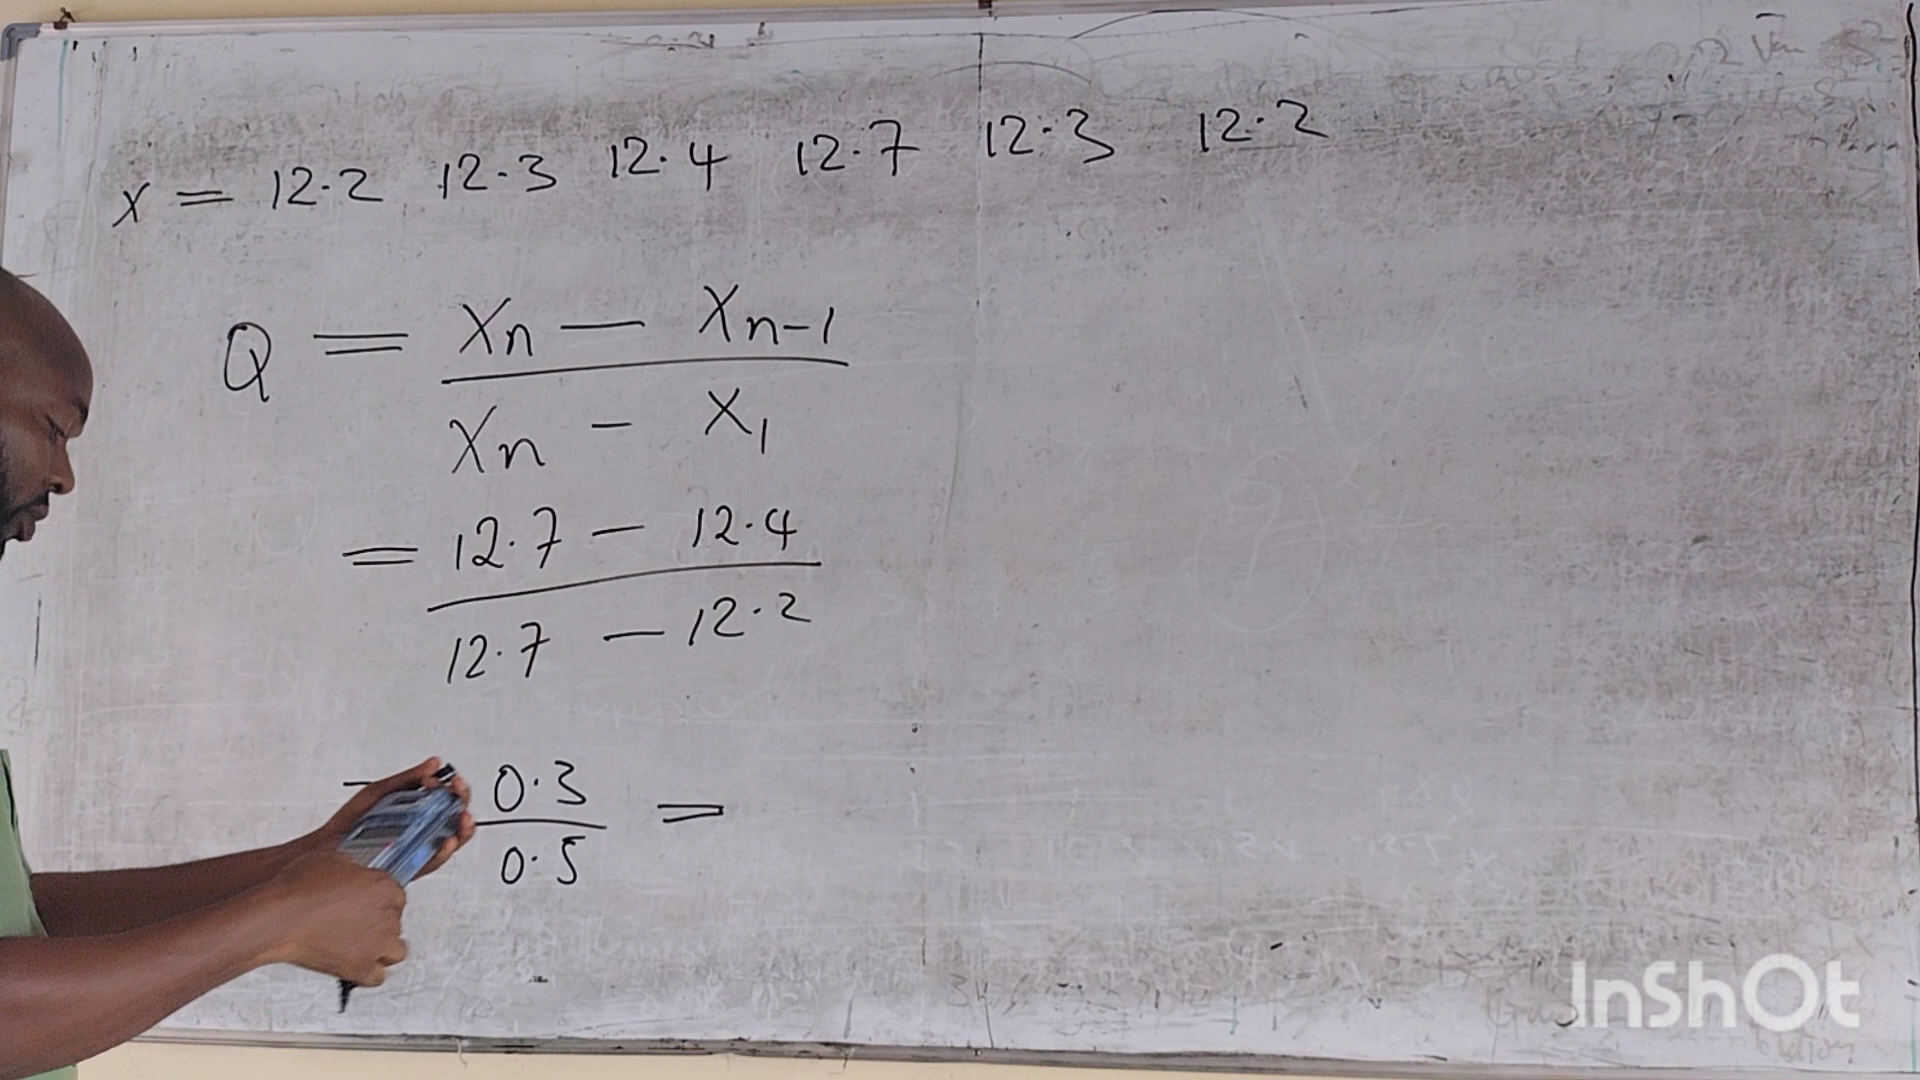 x = 12.2 12.3 12.4 12.7 12.3 12.2
Q = Xn - Xn-1
Xn - X1
= 12.7 - 12.4
12.7 - 12.2
0.3 =
0.5
InShOt